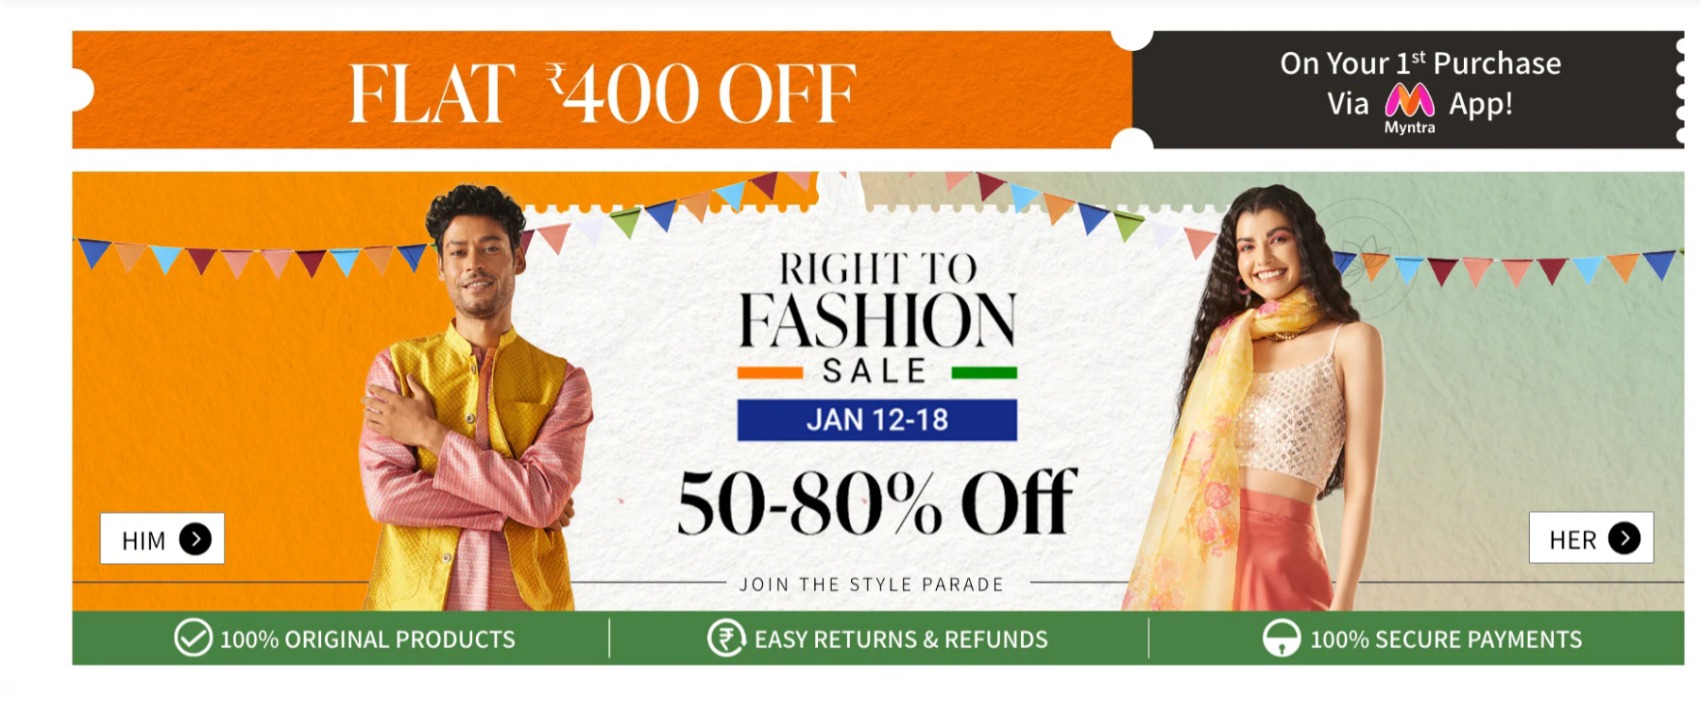 FLAT ₹400 OFF
On Your 1st Purchase
Via Myntra App!
RIGHT TO
FASHION
SALE
JAN 12-18
50-80% Off
JOIN THE STYLE PARADE
HIM
HER
100% ORIGINAL PRODUCTS
₹ EASY RETURNS & REFUNDS
100% SECURE PAYMENTS